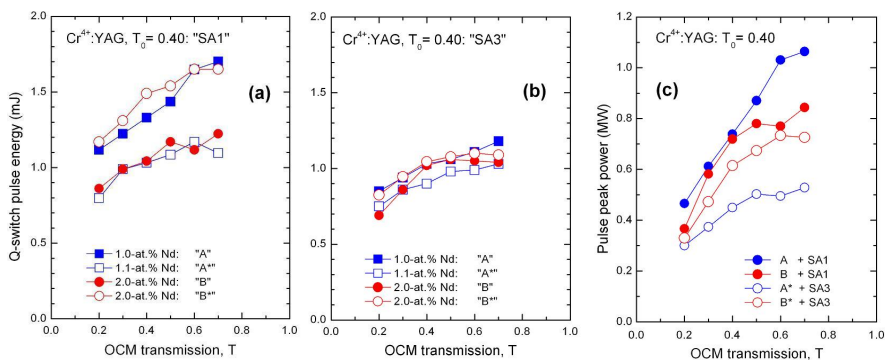 Cr4+:YAG, T0= 0.40: "SA1"
(a)
Q-switch pulse energy (mJ)
2.0
1.5
1.0
0.5
0.0
1.0-at.% Nd: "A"
1.1-at.% Nd: "A*"
2.0-at.% Nd: "B"
2.0-at.% Nd: "B*"
0.0 0.2 0.4 0.6 0.8 1.0
OCM transmission, T
Cr4+:YAG, T0= 0.40: "SA3"
(b)
2.0
1.5
1.0
0.5
0.0
1.0-at.% Nd: "A"
1.1-at.% Nd: "A*"
2.0-at.% Nd: "B"
2.0-at.% Nd: "B*"
0.0 0.2 0.4 0.6 0.8 1.0
OCM transmission, T
Cr4+:YAG: T0= 0.40
(c)
Pulse peak power (MW)
1.2
1.0
0.8
0.6
0.4
0.2
0.0
A + SA1
B + SA1
A* + SA3
B* + SA3
0.0 0.2 0.4 0.6 0.8 1.0
OCM transmission, T